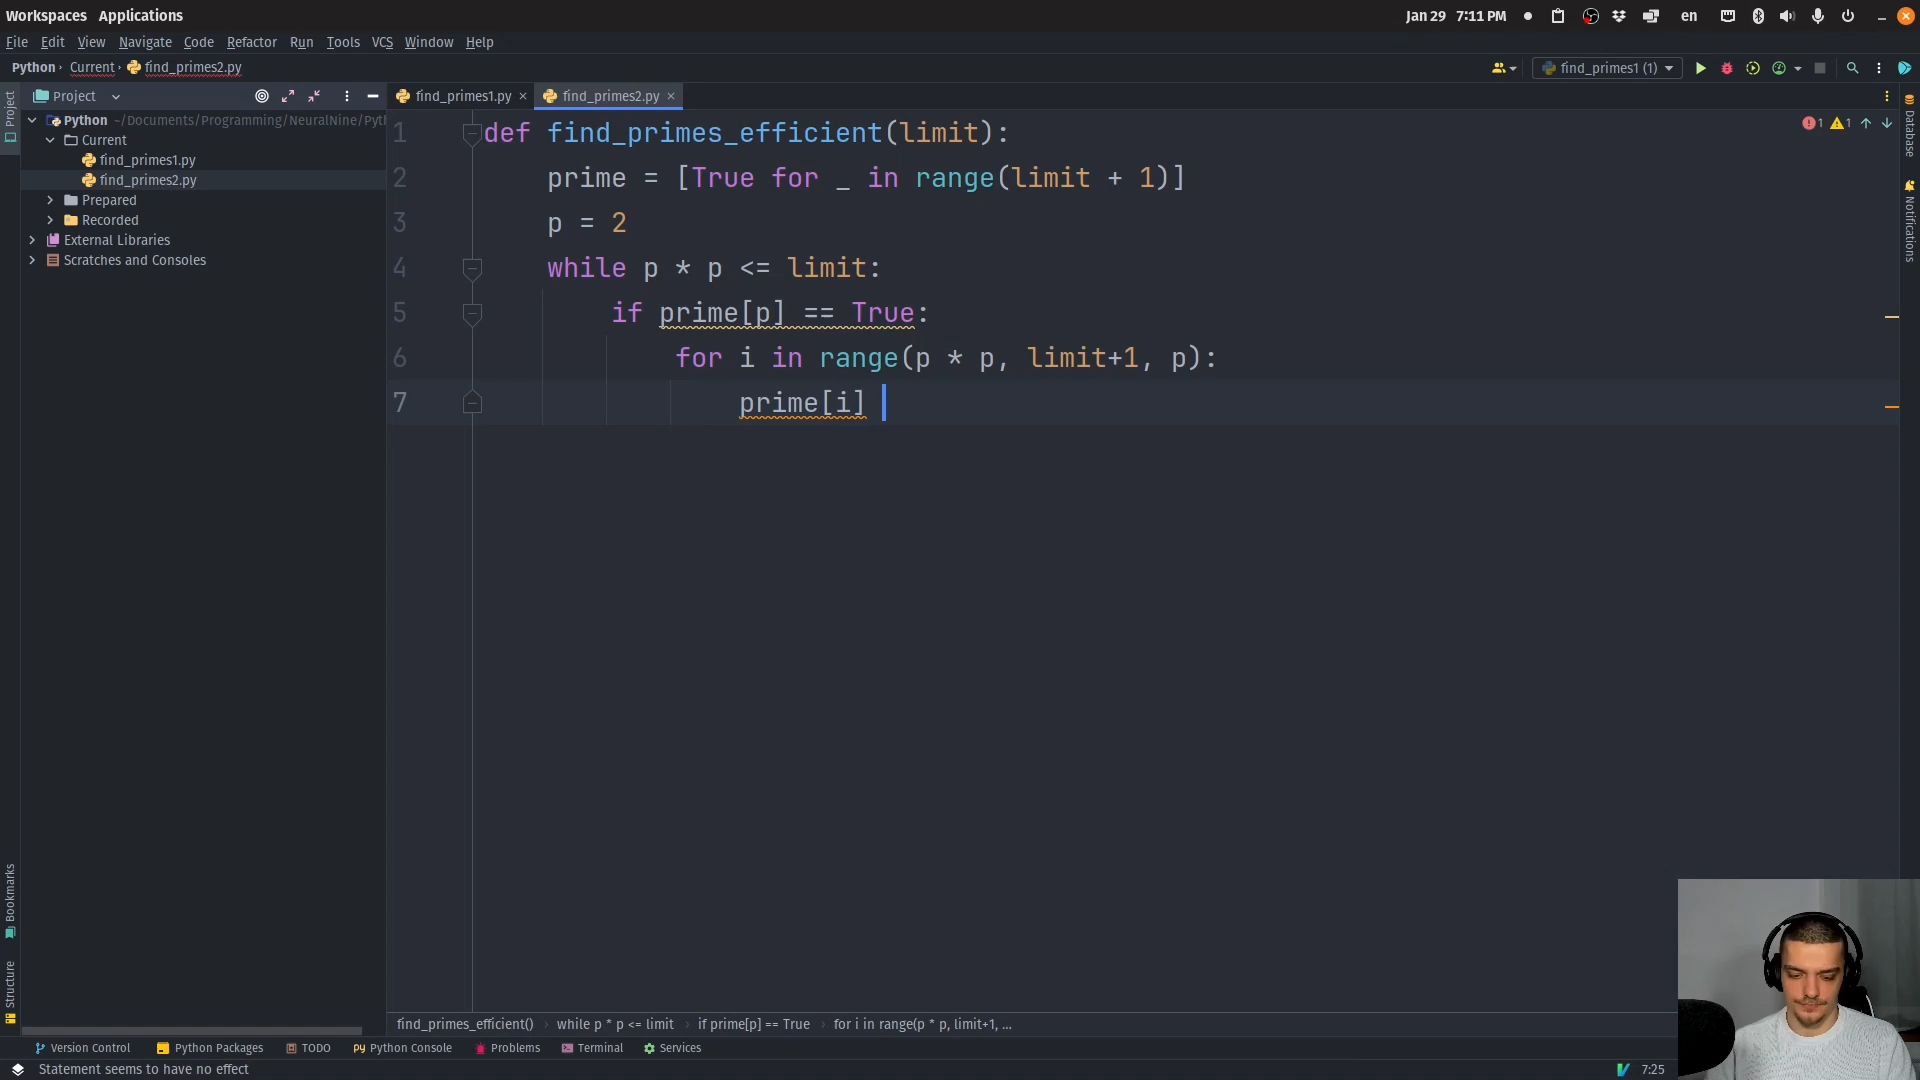 Workspaces Applications Jan 29 7:11 PM en
File Edit View Navigate Code Refactor Run Tools VCS Window Help
Python Current find_primes2.py find_primes1 (1)
Project find_primes1.py find_primes2.py
Python ~/Documents/Programming/NeuralNine/Pyth
Current
find_primes1.py
find_primes2.py
Prepared
Recorded
External Libraries
Scratches and Consoles
Project
Bookmarks
Structure
1 def find_primes_efficient(limit):
2 prime = [True for _ in range(limit + 1)]
3 p = 2
4 while p * p <= limit:
5 if prime[p] == True:
6 for i in range(p * p, limit+1, p):
7 prime[i]
1 1
Database
Notifications
find_primes_efficient() › while p * p <= limit › if prime[p] == True › for i in range(p * p, limit+1, ...
Version Control Python Packages TODO Python Console Problems Terminal Services
Statement seems to have no effect 7:25